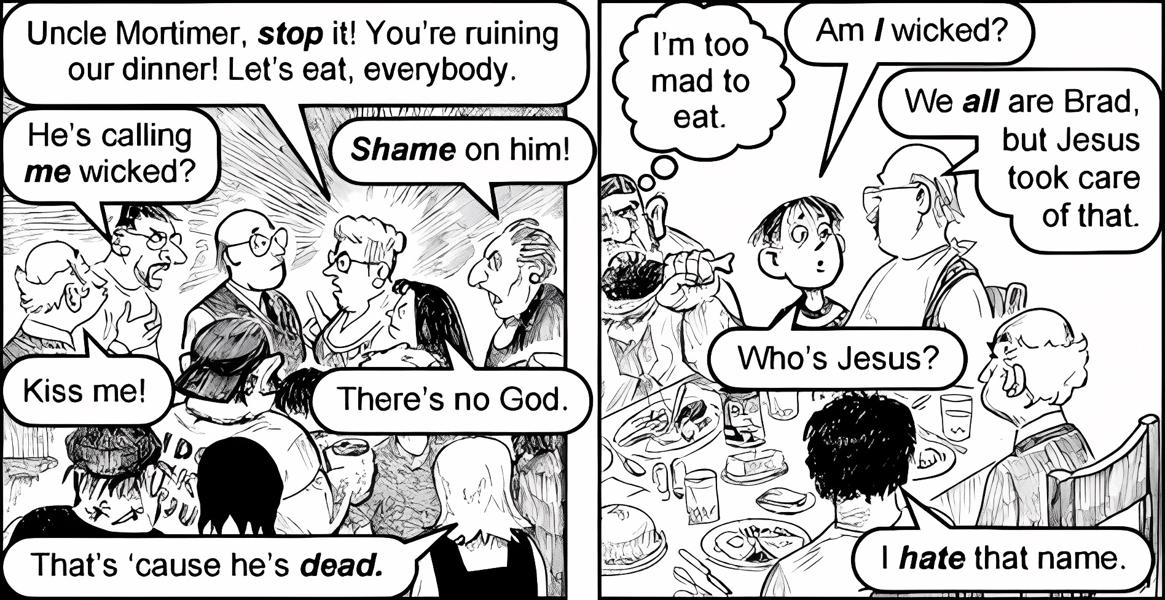 Uncle Mortimer, stop it! You're ruining
our dinner! Let's eat, everybody.
He's calling
me wicked?
Shame on him!
Kiss me!
There's no God.
That's ‘cause he's dead.
I'm too
mad to
eat.
Am I wicked?
We all are Brad,
but Jesus
took care
of that.
Who's Jesus?
I hate that name.